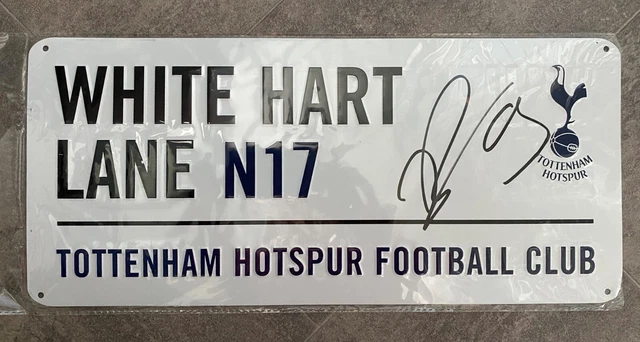 WHITE HART
LANE N17
TOTTENHAM
HOTSPUR
TOTTENHAM HOTSPUR FOOTBALL CLUB